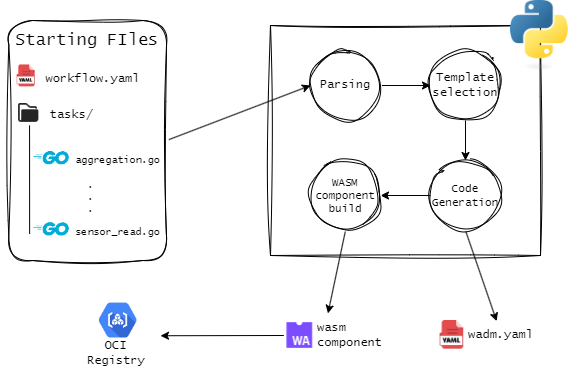 Starting FIles
YAML
workflow.yaml
tasks/
GO
aggregation.go
.
.
.
GO
sensor_read.go
Parsing
Template
selection
WASM
component
build
Code
Generation
OCI
Registry
WA
wasm
component
YAML
wadm.yaml